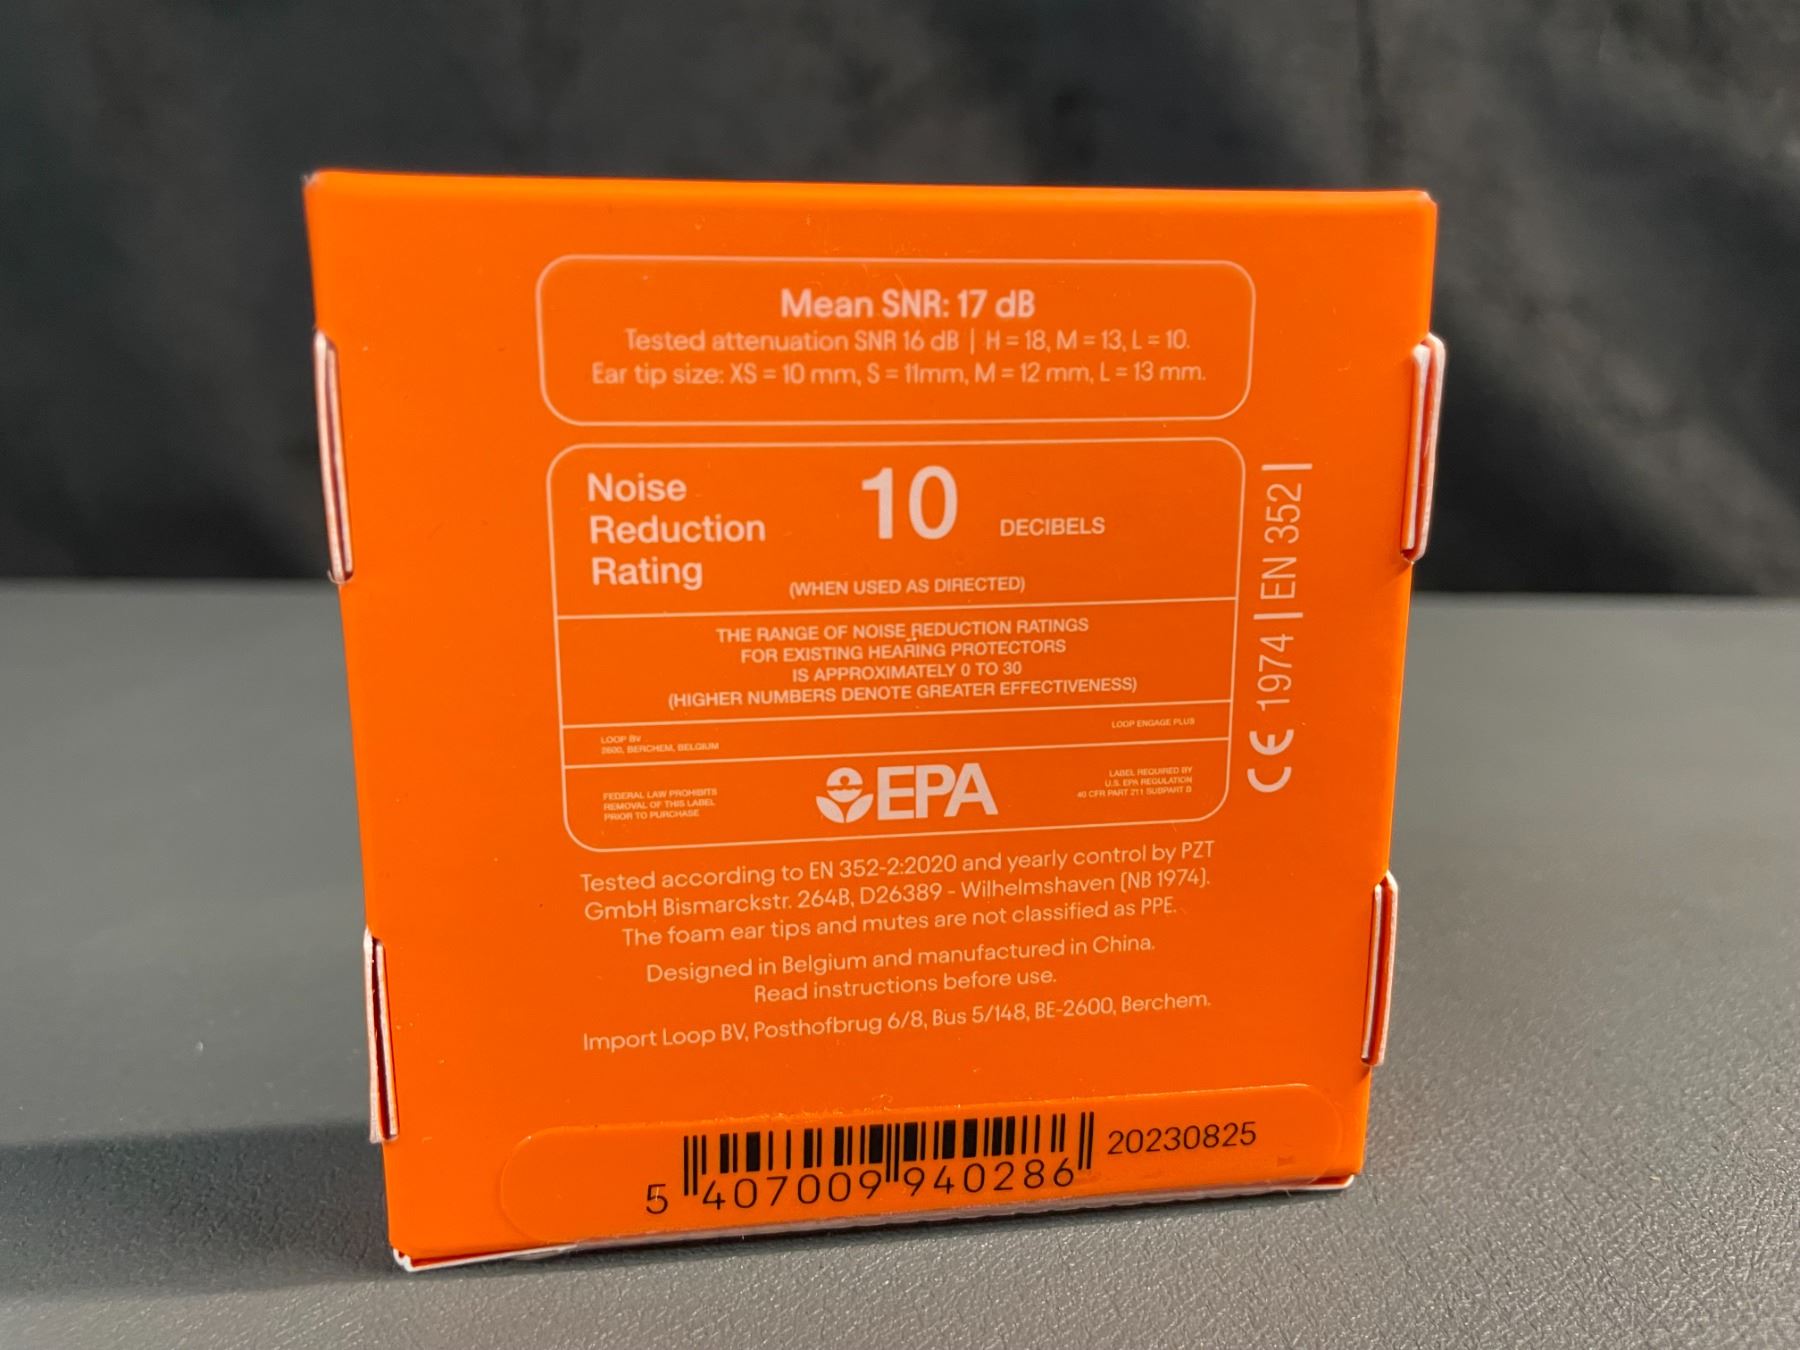 Mean SNR: 17 dB
Tested attenuation SNR 16 dB | H = 18, M = 13, L = 10.
Ear tip size: XS = 10 mm, S = 11mm, M = 12 mm, L = 13 mm.
Noise
Reduction
Rating
10
DECIBELS
(WHEN USED AS DIRECTED)
THE RANGE OF NOISE REDUCTION RATINGS
FOR EXISTING HEARING PROTECTORS
IS APPROXIMATELY 0 TO 30
(HIGHER NUMBERS DENOTE GREATER EFFECTIVENESS)
LOOP BV
2600, BERCHEM, BELGIUM
LOOP ENGAGE PLUS
FEDERAL LAW PROHIBITS
REMOVAL OF THIS LABEL
PRIOR TO PURCHASE
EPA
LABEL REQUIRED BY
U.S. EPA REGULATION
40 CFR PART 211 SUBPART B
CE 1974 | EN 352 |
Tested according to EN 352-2:2020 and yearly control by PZT
GmbH Bismarckstr. 264B, D26389 - Wilhelmshaven (NB 1974).
The foam ear tips and mutes are not classified as PPE.
Designed in Belgium and manufactured in China.
Read instructions before use.
Import Loop BV, Posthofbrug 6/8, Bus 5/148, BE-2600, Berchem.
20230825
5 407009 940286